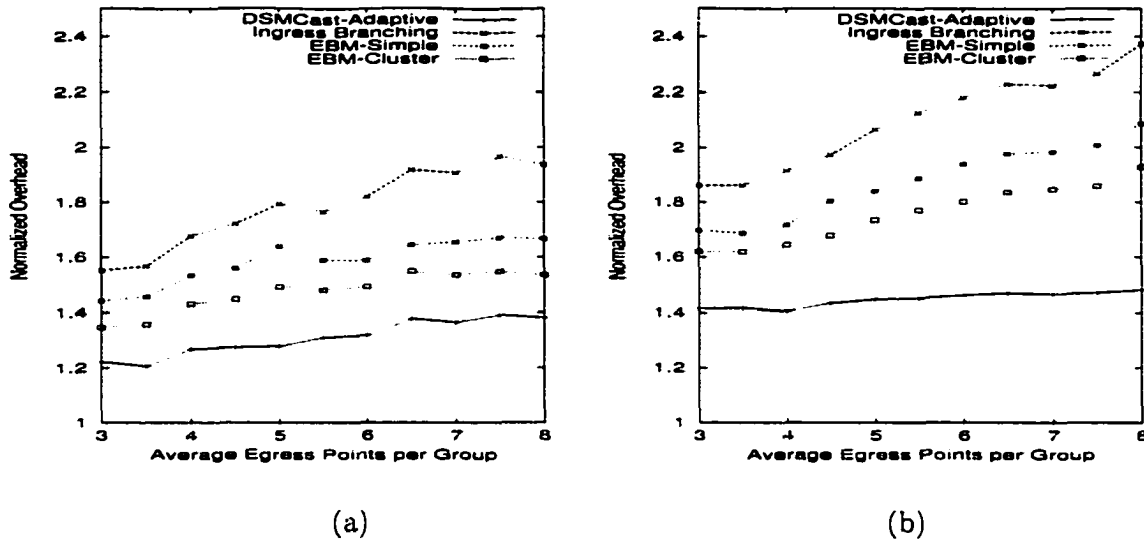 DSMCast-Adaptive
Ingress Branching
EBM-Simple
EBM-Cluster
2.4
2.2
2
1.8
1.6
1.4
1.2
1
Normalized Overhead
3 4 5 6 7 8
Average Egress Points per Group
(a)
DSMCast-Adaptive
Ingress Branching
EBM-Simple
EBM-Cluster
2.4
2.2
2
1.8
1.6
1.4
1.2
1
Normalized Overhead
3 4 5 6 7 8
Average Egress Points per Group
(b)